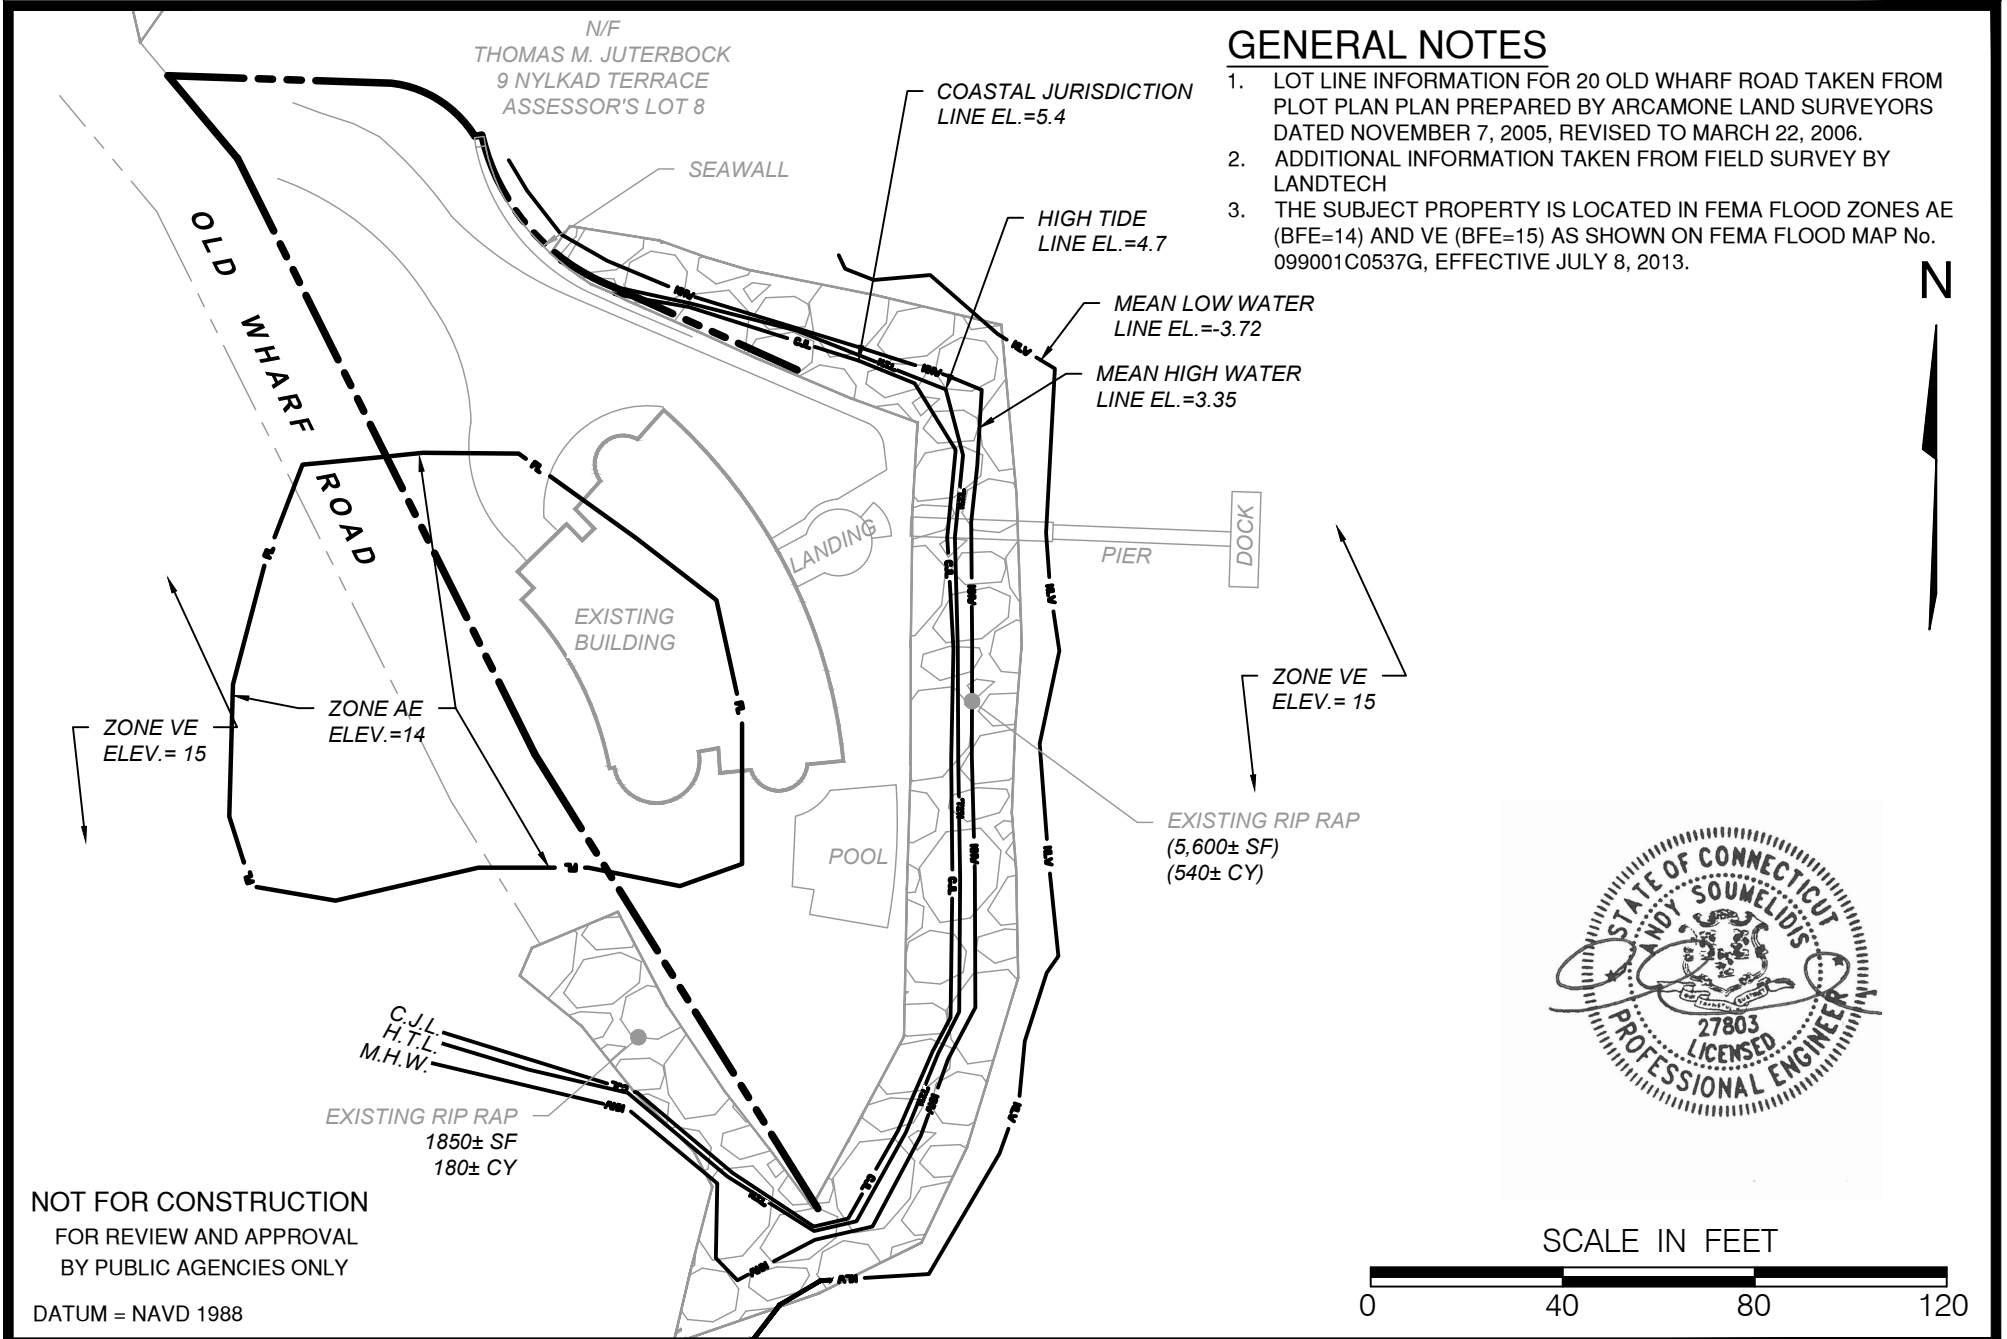 N/F
THOMAS M. JUTERBOCK
9 NYLKAD TERRACE
ASSESSOR'S LOT 8
GENERAL NOTES
1. LOT LINE INFORMATION FOR 20 OLD WHARF ROAD TAKEN FROM
PLOT PLAN PLAN PREPARED BY ARCAMONE LAND SURVEYORS
DATED NOVEMBER 7, 2005, REVISED TO MARCH 22, 2006.
2. ADDITIONAL INFORMATION TAKEN FROM FIELD SURVEY BY
LANDTECH
3. THE SUBJECT PROPERTY IS LOCATED IN FEMA FLOOD ZONES AE
(BFE=14) AND VE (BFE=15) AS SHOWN ON FEMA FLOOD MAP No.
099001C0537G, EFFECTIVE JULY 8, 2013.
N
COASTAL JURISDICTION
LINE EL.=5.4
SEAWALL
HIGH TIDE
LINE EL.=4.7
MEAN LOW WATER
LINE EL.=-3.72
MEAN HIGH WATER
LINE EL.=3.35
OLD WHARF ROAD
LANDING
PIER
DOCK
EXISTING
BUILDING
ZONE VE
ELEV.= 15
ZONE AE
ELEV.=14
ZONE VE
ELEV.= 15
POOL
EXISTING RIP RAP
(5,600± SF)
(540± CY)
C.J.L.
H.T.L.
M.H.W.
EXISTING RIP RAP
1850± SF
180± CY
STATE OF CONNECTICUT
ANDY SOUMELIDIS
27803
LICENSED
PROFESSIONAL ENGINEER
NOT FOR CONSTRUCTION
FOR REVIEW AND APPROVAL
BY PUBLIC AGENCIES ONLY
DATUM = NAVD 1988
SCALE IN FEET
0 40 80 120